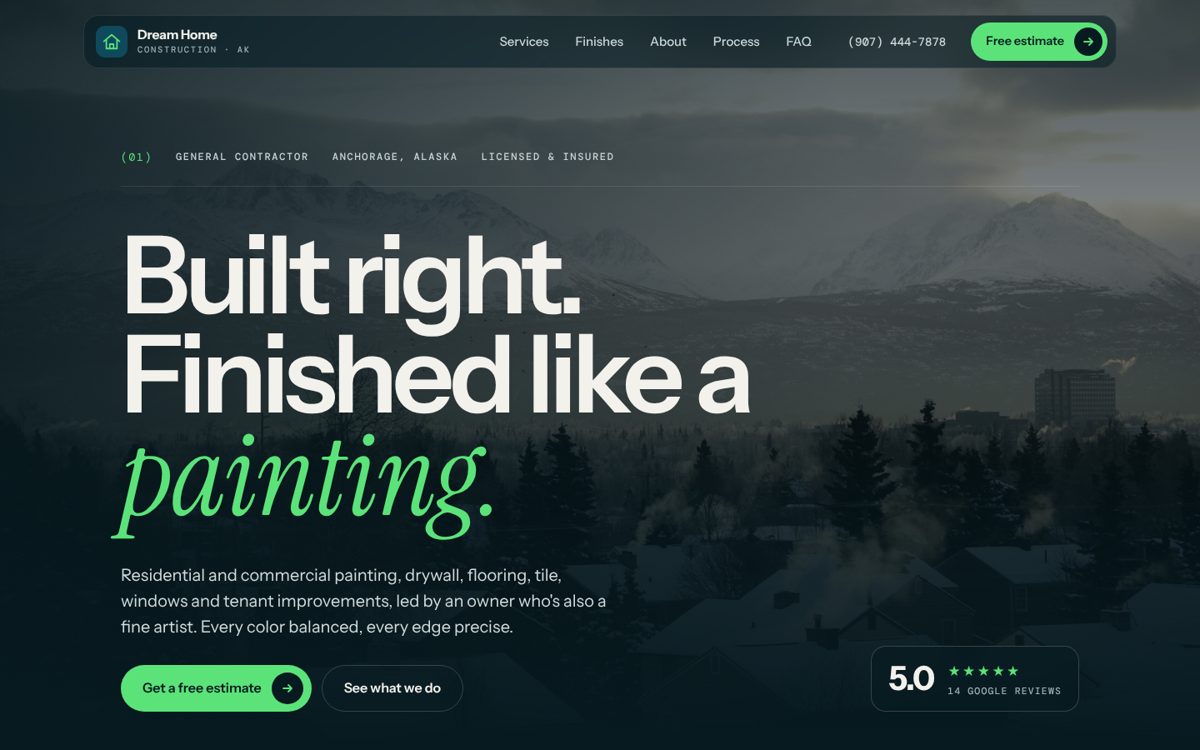 Dream Home
CONSTRUCTION · AK
Services
Finishes
About
Process
FAQ
(907) 444-7878
Free estimate
(01)
GENERAL CONTRACTOR
ANCHORAGE, ALASKA
LICENSED & INSURED
Built right.
Finished like a
painting.
Residential and commercial painting, drywall, flooring, tile,
windows and tenant improvements, led by an owner who's also a
fine artist. Every color balanced, every edge precise.
Get a free estimate
See what we do
5.0
★★★★★
14 GOOGLE REVIEWS